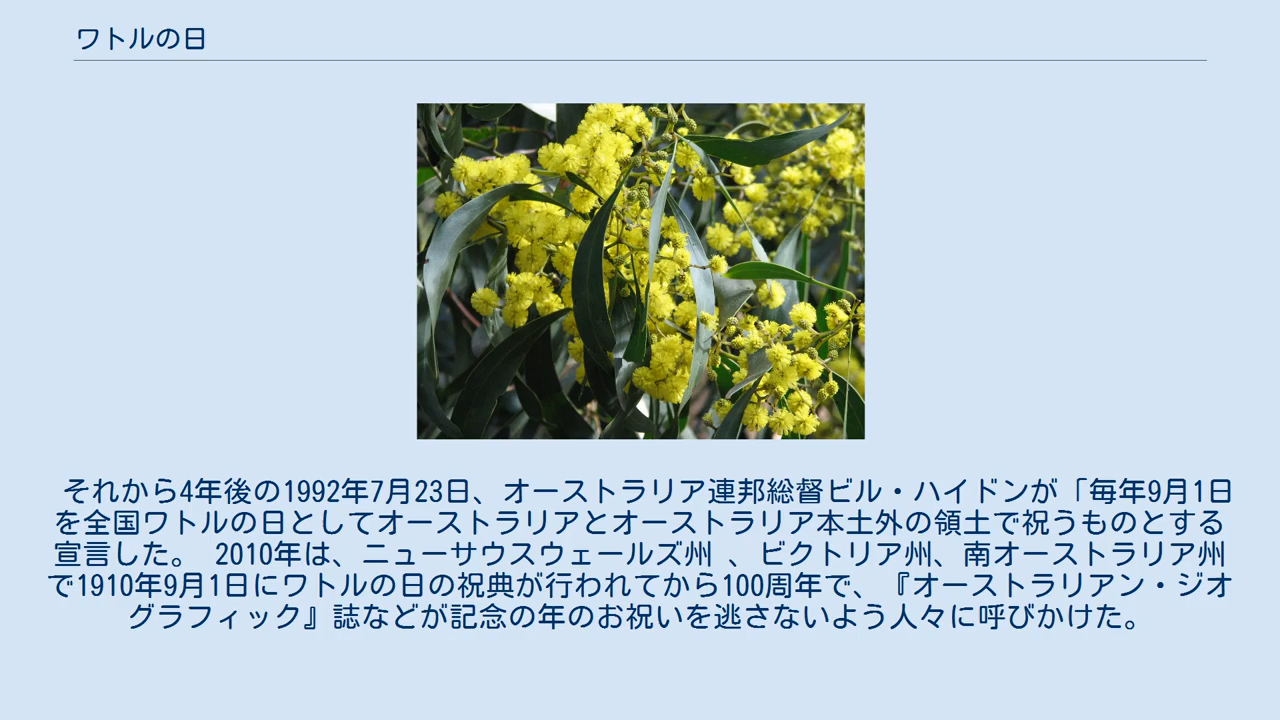 ワトルの日
それから4年後の1992年7月23日、オーストラリア連邦総督ビル・ハイドンが「毎年9月1日
を全国ワトルの日としてオーストラリアとオーストラリア本土外の領土で祝うものとする
宣言した。 2010年は、ニューサウスウェールズ州 、ビクトリア州、南オーストラリア州
で1910年9月1日にワトルの日の祝典が行われてから100周年で、『オーストラリアン・ジオ
グラフィック』誌などが記念の年のお祝いを逃さないよう人々に呼びかけた。